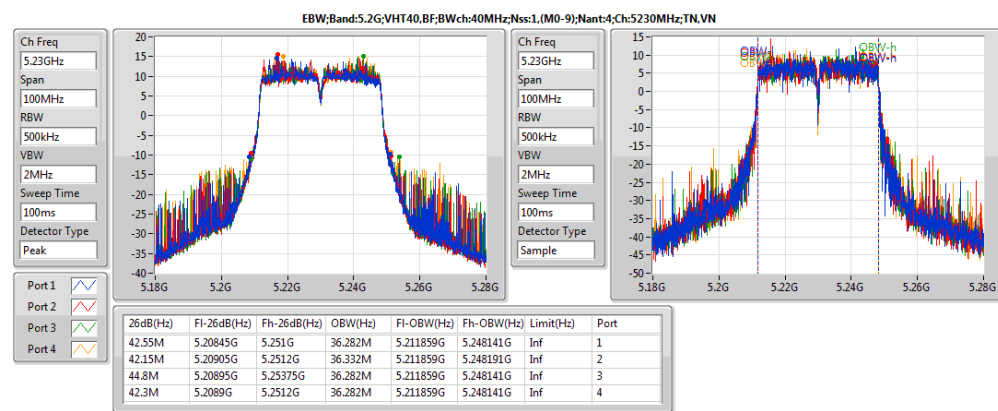 EBW;Band:5.2G;VHT40,BF;BWch:40MHz;Nss:1,(M0-9);Nant:4;Ch:5230MHz;TN,VN
Ch Freq
5.23GHz
Span
100MHz
RBW
500kHz
VBW
2MHz
Sweep Time
100ms
Detector Type
Peak
20
15
10
5
0
-5
-10
-15
-20
-25
-30
-35
-40
5.18G 5.2G 5.22G 5.24G 5.26G 5.28G
Ch Freq
5.23GHz
Span
100MHz
RBW
500kHz
VBW
2MHz
Sweep Time
100ms
Detector Type
Sample
15
10
5
0
-5
-10
-15
-20
-25
-30
-35
-40
-45
-50
OBW-h
OBW-h
5.18G 5.2G 5.22G 5.24G 5.26G 5.28G
Port 1
Port 2
Port 3
Port 4
26dB(Hz) Fl-26dB(Hz) Fh-26dB(Hz) OBW(Hz) Fl-OBW(Hz) Fh-OBW(Hz) Limit(Hz) Port
42.55M 5.20845G 5.251G 36.282M 5.211859G 5.248141G Inf 1
42.15M 5.20905G 5.2512G 36.332M 5.211859G 5.248191G Inf 2
44.8M 5.20895G 5.25375G 36.282M 5.211859G 5.248141G Inf 3
42.3M 5.2089G 5.2512G 36.282M 5.211859G 5.248141G Inf 4